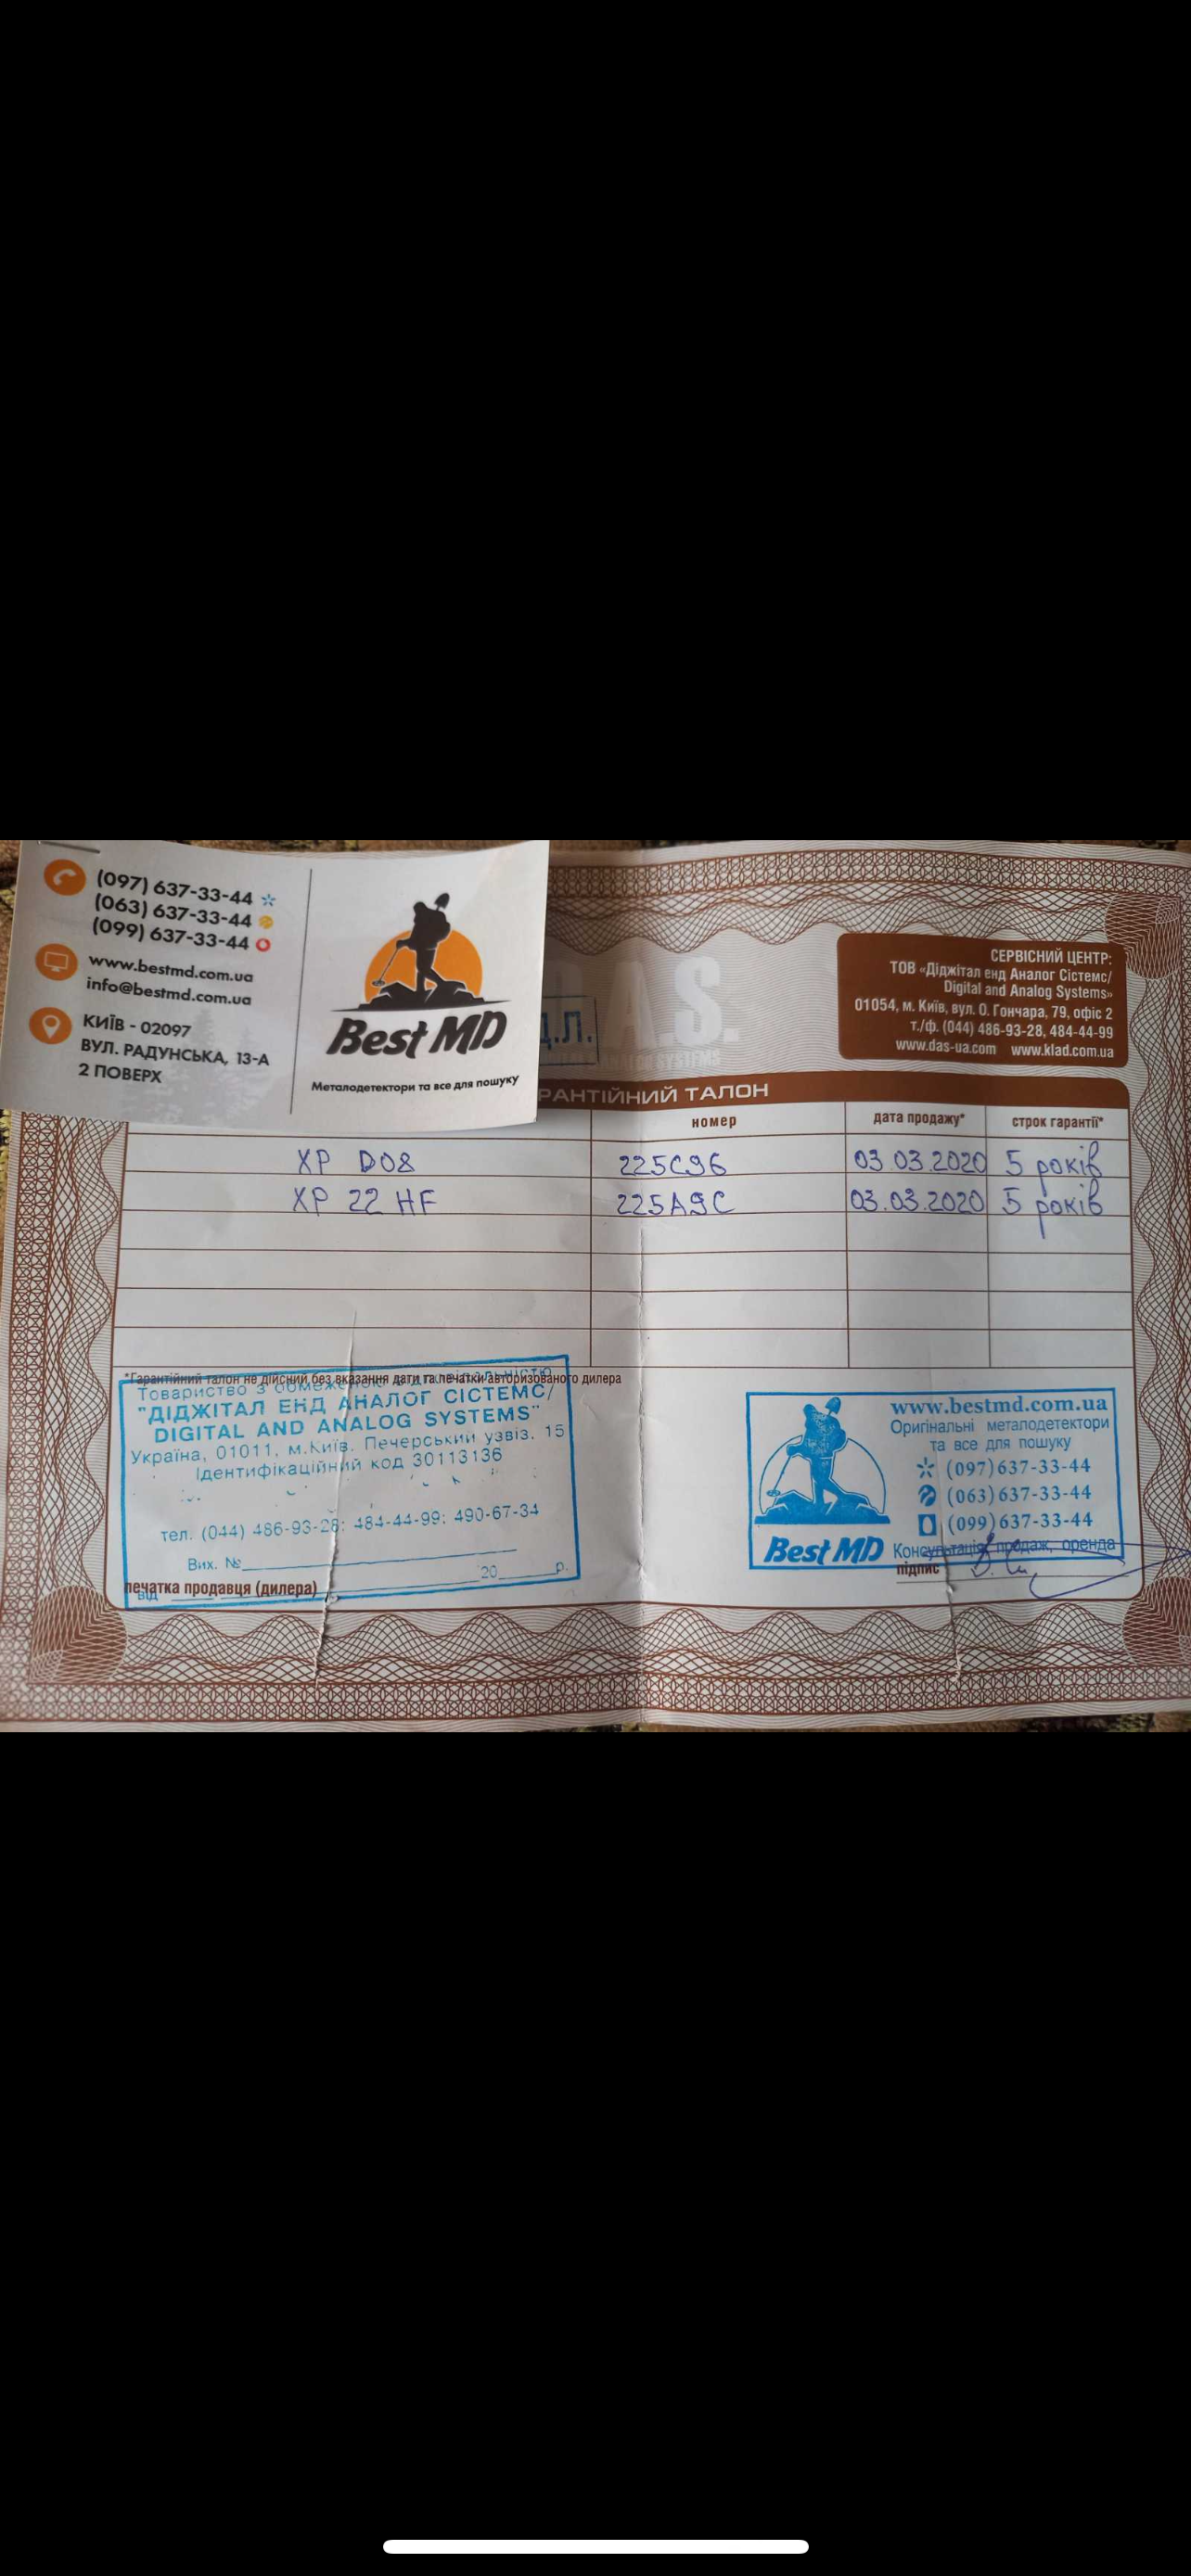 (097) 637-33-44
(063) 637-33-44
(099) 637-33-44
www.bestmd.com.ua
info@bestmd.com.ua
КИЇВ - 02097
ВУЛ. РАДУНСЬКА, 13-А
2 ПОВЕРХ
Best MD
Металодетектори та все для пошуку
Д.Л.
A.S.
СЕРВІСНИЙ ЦЕНТР:
ТОВ «Діджітал енд Аналог Сістемс/
Digital and Analog Systems»
01054, м. Київ, вул. О. Гончара, 79, офіс 2
т./ф. (044) 486-93-28, 484-44-99
www.das-ua.com www.klad.com.ua
РАНТІЙНИЙ ТАЛОН
номер дата продажу* строк гарантії*
XP D08 225C96 03.03.2020 5 років
XP 22 HF 225A9C 03.03.2020 5 років
*Гарантійний талон не дійсний без вказання дати та печатки авторизованого дилера
Товариство з обмеженою відповідальністю
"ДІДЖІТАЛ ЕНД АНАЛОГ СІСТЕМС/
DIGITAL AND ANALOG SYSTEMS"
Україна, 01011, м.Київ. Печерський узвіз. 15
Ідентифікаційний код 30113136
тел. (044) 486-93-28: 484-44-99: 490-67-34
Вих. №
від 20 р.
печатка продавця (дилера)
www.bestmd.com.ua
Оригінальні металодетектори
та все для пошуку
(097)637-33-44
(063)637-33-44
(099)637-33-44
Best MD Консультація, продаж, оренда
підпис